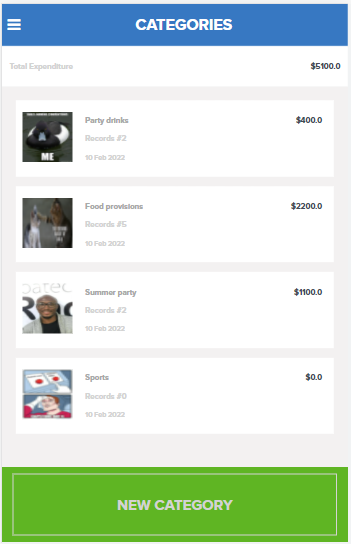 CATEGORIES
Total Expenditure $5100.0
Party drinks $400.0
Records #2
10 Feb 2022
ME
Food provisions $2200.0
Records #5
10 Feb 2022
Summer party $1100.0
Records #2
10 Feb 2022
Sports $0.0
Records #0
10 Feb 2022
NEW CATEGORY